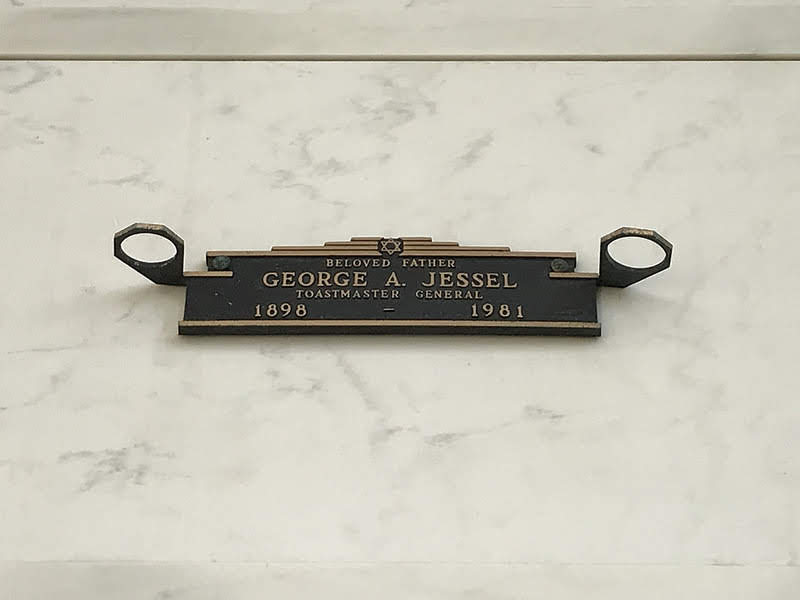 BELOVED FATHER
GEORGE A. JESSEL
TOASTMASTER GENERAL
1898 – 1981